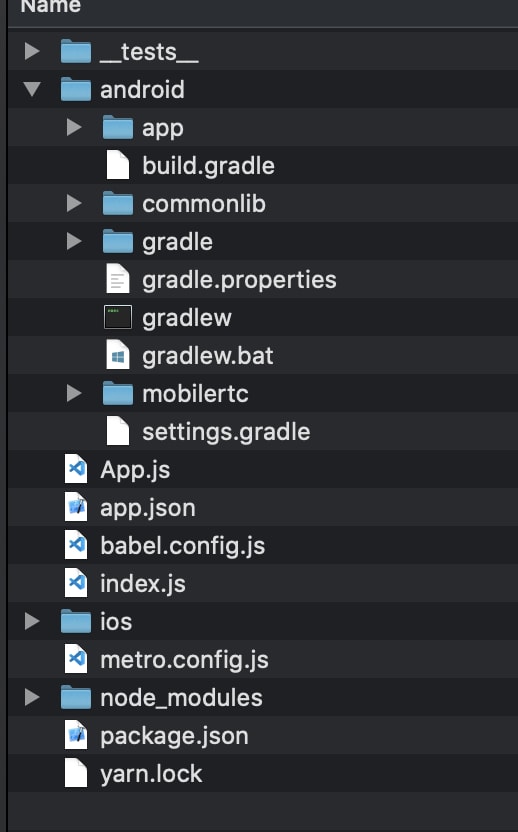 Name
__tests__
android
app
build.gradle
commonlib
gradle
gradle.properties
gradlew
gradlew.bat
mobilertc
settings.gradle
App.js
app.json
babel.config.js
index.js
ios
metro.config.js
node_modules
package.json
yarn.lock